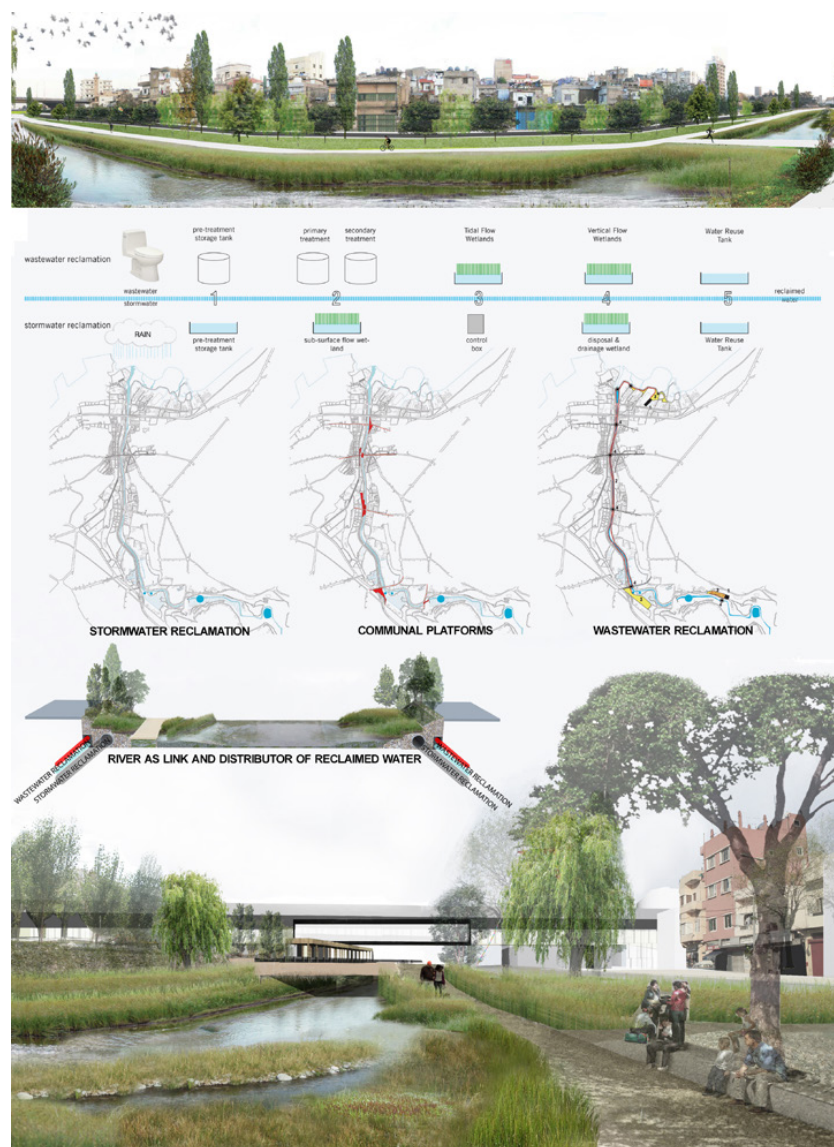 pre-treatment
storage tank
primary
treatment
secondary
treatment
Tidal Flow
Wetlands
Vertical Flow
Wetlands
Water Reuse
Tank
wastewater reclamation
wastewater
stormwater
1
2
3
4
5
reclaimed
water
stormwater reclamation
RAIN
pre-treatment
storage tank
sub-surface flow wet-
land
control
box
disposal &
drainage wetland
Water Reuse
Tank
STORMWATER RECLAMATION
COMMUNAL PLATFORMS
WASTEWATER RECLAMATION
WASTEWATER RECLAMATION
STORMWATER RECLAMATION
RIVER AS LINK AND DISTRIBUTOR OF RECLAIMED WATER
WASTEWATER RECLAMATION
STORMWATER RECLAMATION